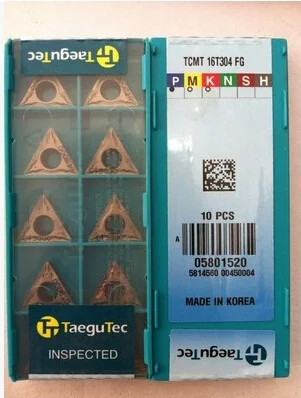 TaeguTec
TaeguTec
INSPECTED
TCMT 16T304 FG
P M K N S H
10 PCS
A
05801520
5814560 00450004
MADE IN KOREA
TaeguTec